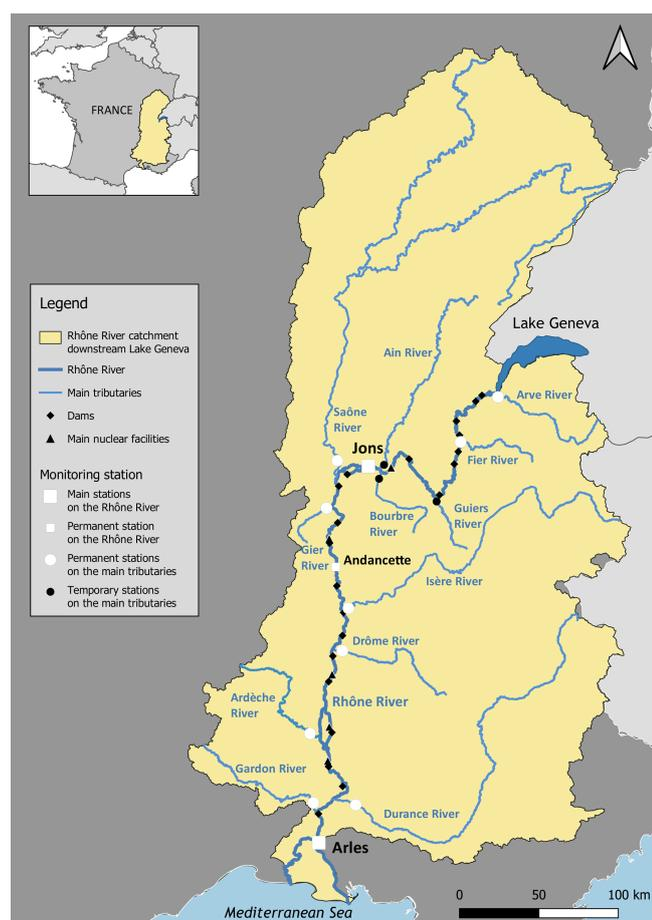 FRANCE
Legend
Rhône River catchment
downstream Lake Geneva
Rhône River
Main tributaries
Dams
Main nuclear facilities
Monitoring station
Main stations
on the Rhône River
Permanent station
on the Rhône River
Permanent stations
on the main tributaries
Temporary stations
on the main tributaries
Lake Geneva
Ain River
Arve River
Saône
River
Jons
Fier River
Bourbre
River
Guiers
River
Gier
River
Andancette
Isère River
Drôme River
Ardèche
River
Rhône River
Gardon River
Durance River
Arles
Mediterranean Sea
0 50 100 km